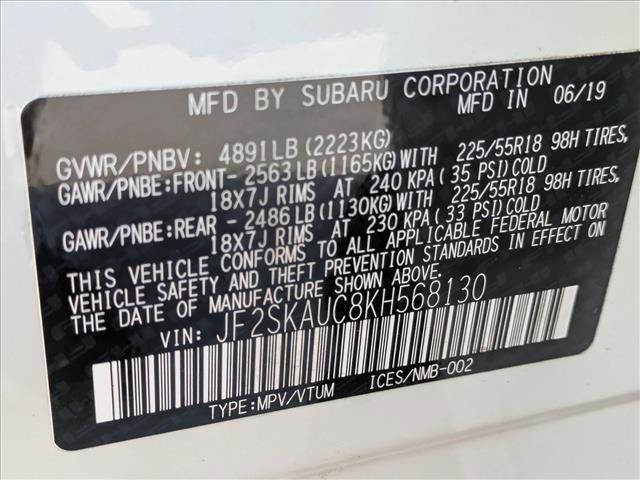 MFD BY SUBARU CORPORATION
MFD IN 06/19
GVWR/PNBV: 4891LB (2223KG)
GAWR/PNBE:FRONT-2563LB(1165KG)WITH 225/55R18 98H TIRES,
18X7J RIMS AT 240 KPA (35 PSI) COLD
GAWR/PNBE:REAR -2486LB(1130KG)WITH 225/55R18 98H TIRES,
18X7J RIMS AT 230 KPA (33 PSI) COLD
THIS VEHICLE CONFORMS TO ALL APPLICABLE FEDERAL MOTOR
VEHICLE SAFETY AND THEFT PREVENTION STANDARDS IN EFFECT ON
THE DATE OF MANUFACTURE SHOWN ABOVE.
VIN: JF2SKAUC8KH568130
TYPE:MPV/VTUM ICES/NMB-002